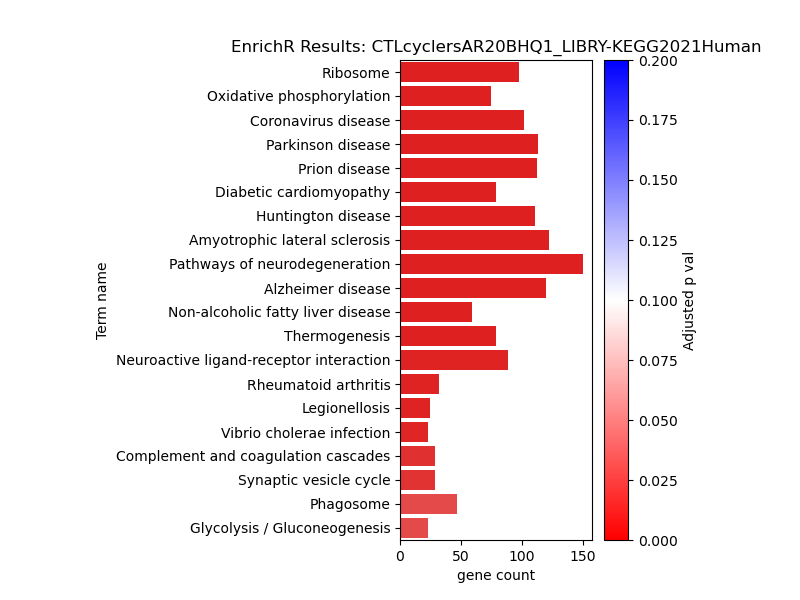 EnrichR Results: CTLcyclersAR20BHQ1_LIBRY-KEGG2021Human
Ribosome
Oxidative phosphorylation
Coronavirus disease
Parkinson disease
Prion disease
Diabetic cardiomyopathy
Huntington disease
Amyotrophic lateral sclerosis
Pathways of neurodegeneration
Alzheimer disease
Non-alcoholic fatty liver disease
Thermogenesis
Neuroactive ligand-receptor interaction
Rheumatoid arthritis
Legionellosis
Vibrio cholerae infection
Complement and coagulation cascades
Synaptic vesicle cycle
Phagosome
Glycolysis / Gluconeogenesis
Term name
0 50 100 150
gene count
0.200
0.175
0.150
0.125
0.100
0.075
0.050
0.025
0.000
Adjusted p val